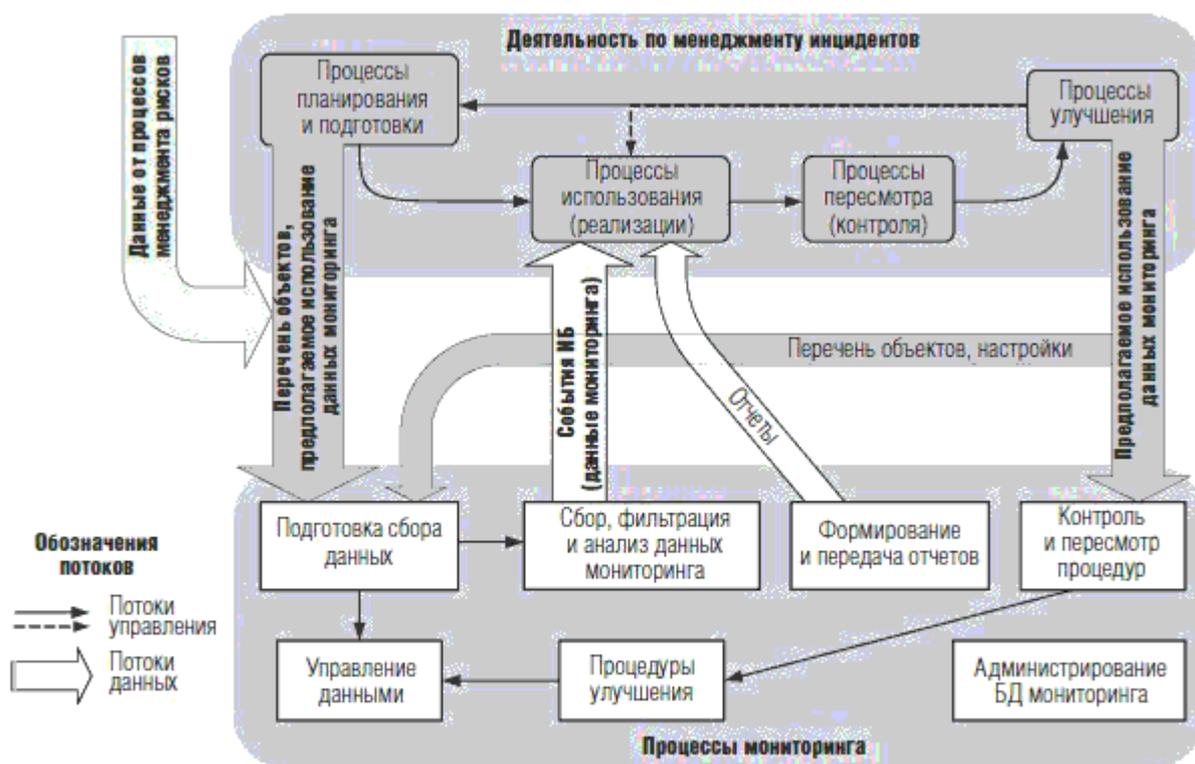 Деятельность по менеджменту инцидентов
Процессы
планирования
и подготовки
Процессы
улучшения
Процессы
использования
(реализации)
Процессы
пересмотра
(контроля)
Данные от процессов
менеджмента рисков
Перечень объектов,
предполагаемое использование
данных мониторинга
События ИБ
(данные мониторинга)
Отчеты
Перечень объектов, настройки
Предполагаемое использование
данных мониторинга
Подготовка сбора
данных
Сбор, фильтрация
и анализ данных
мониторинга
Формирование
и передача отчетов
Контроль
и пересмотр
процедур
Обозначения
потоков
Потоки
управления
Потоки
данных
Управление
данными
Процедуры
улучшения
Администрирование
БД мониторинга
Процессы мониторинга